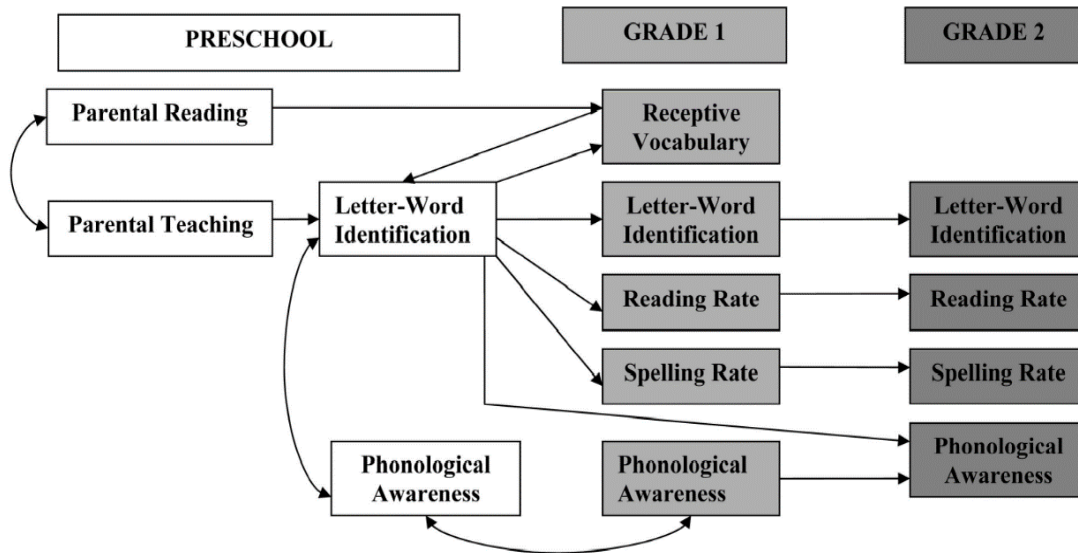 PRESCHOOL
GRADE 1
GRADE 2
Parental Reading
Receptive
Vocabulary
Parental Teaching
Letter-Word
Identification
Letter-Word
Identification
Letter-Word
Identification
Reading Rate
Reading Rate
Spelling Rate
Spelling Rate
Phonological
Awareness
Phonological
Awareness
Phonological
Awareness